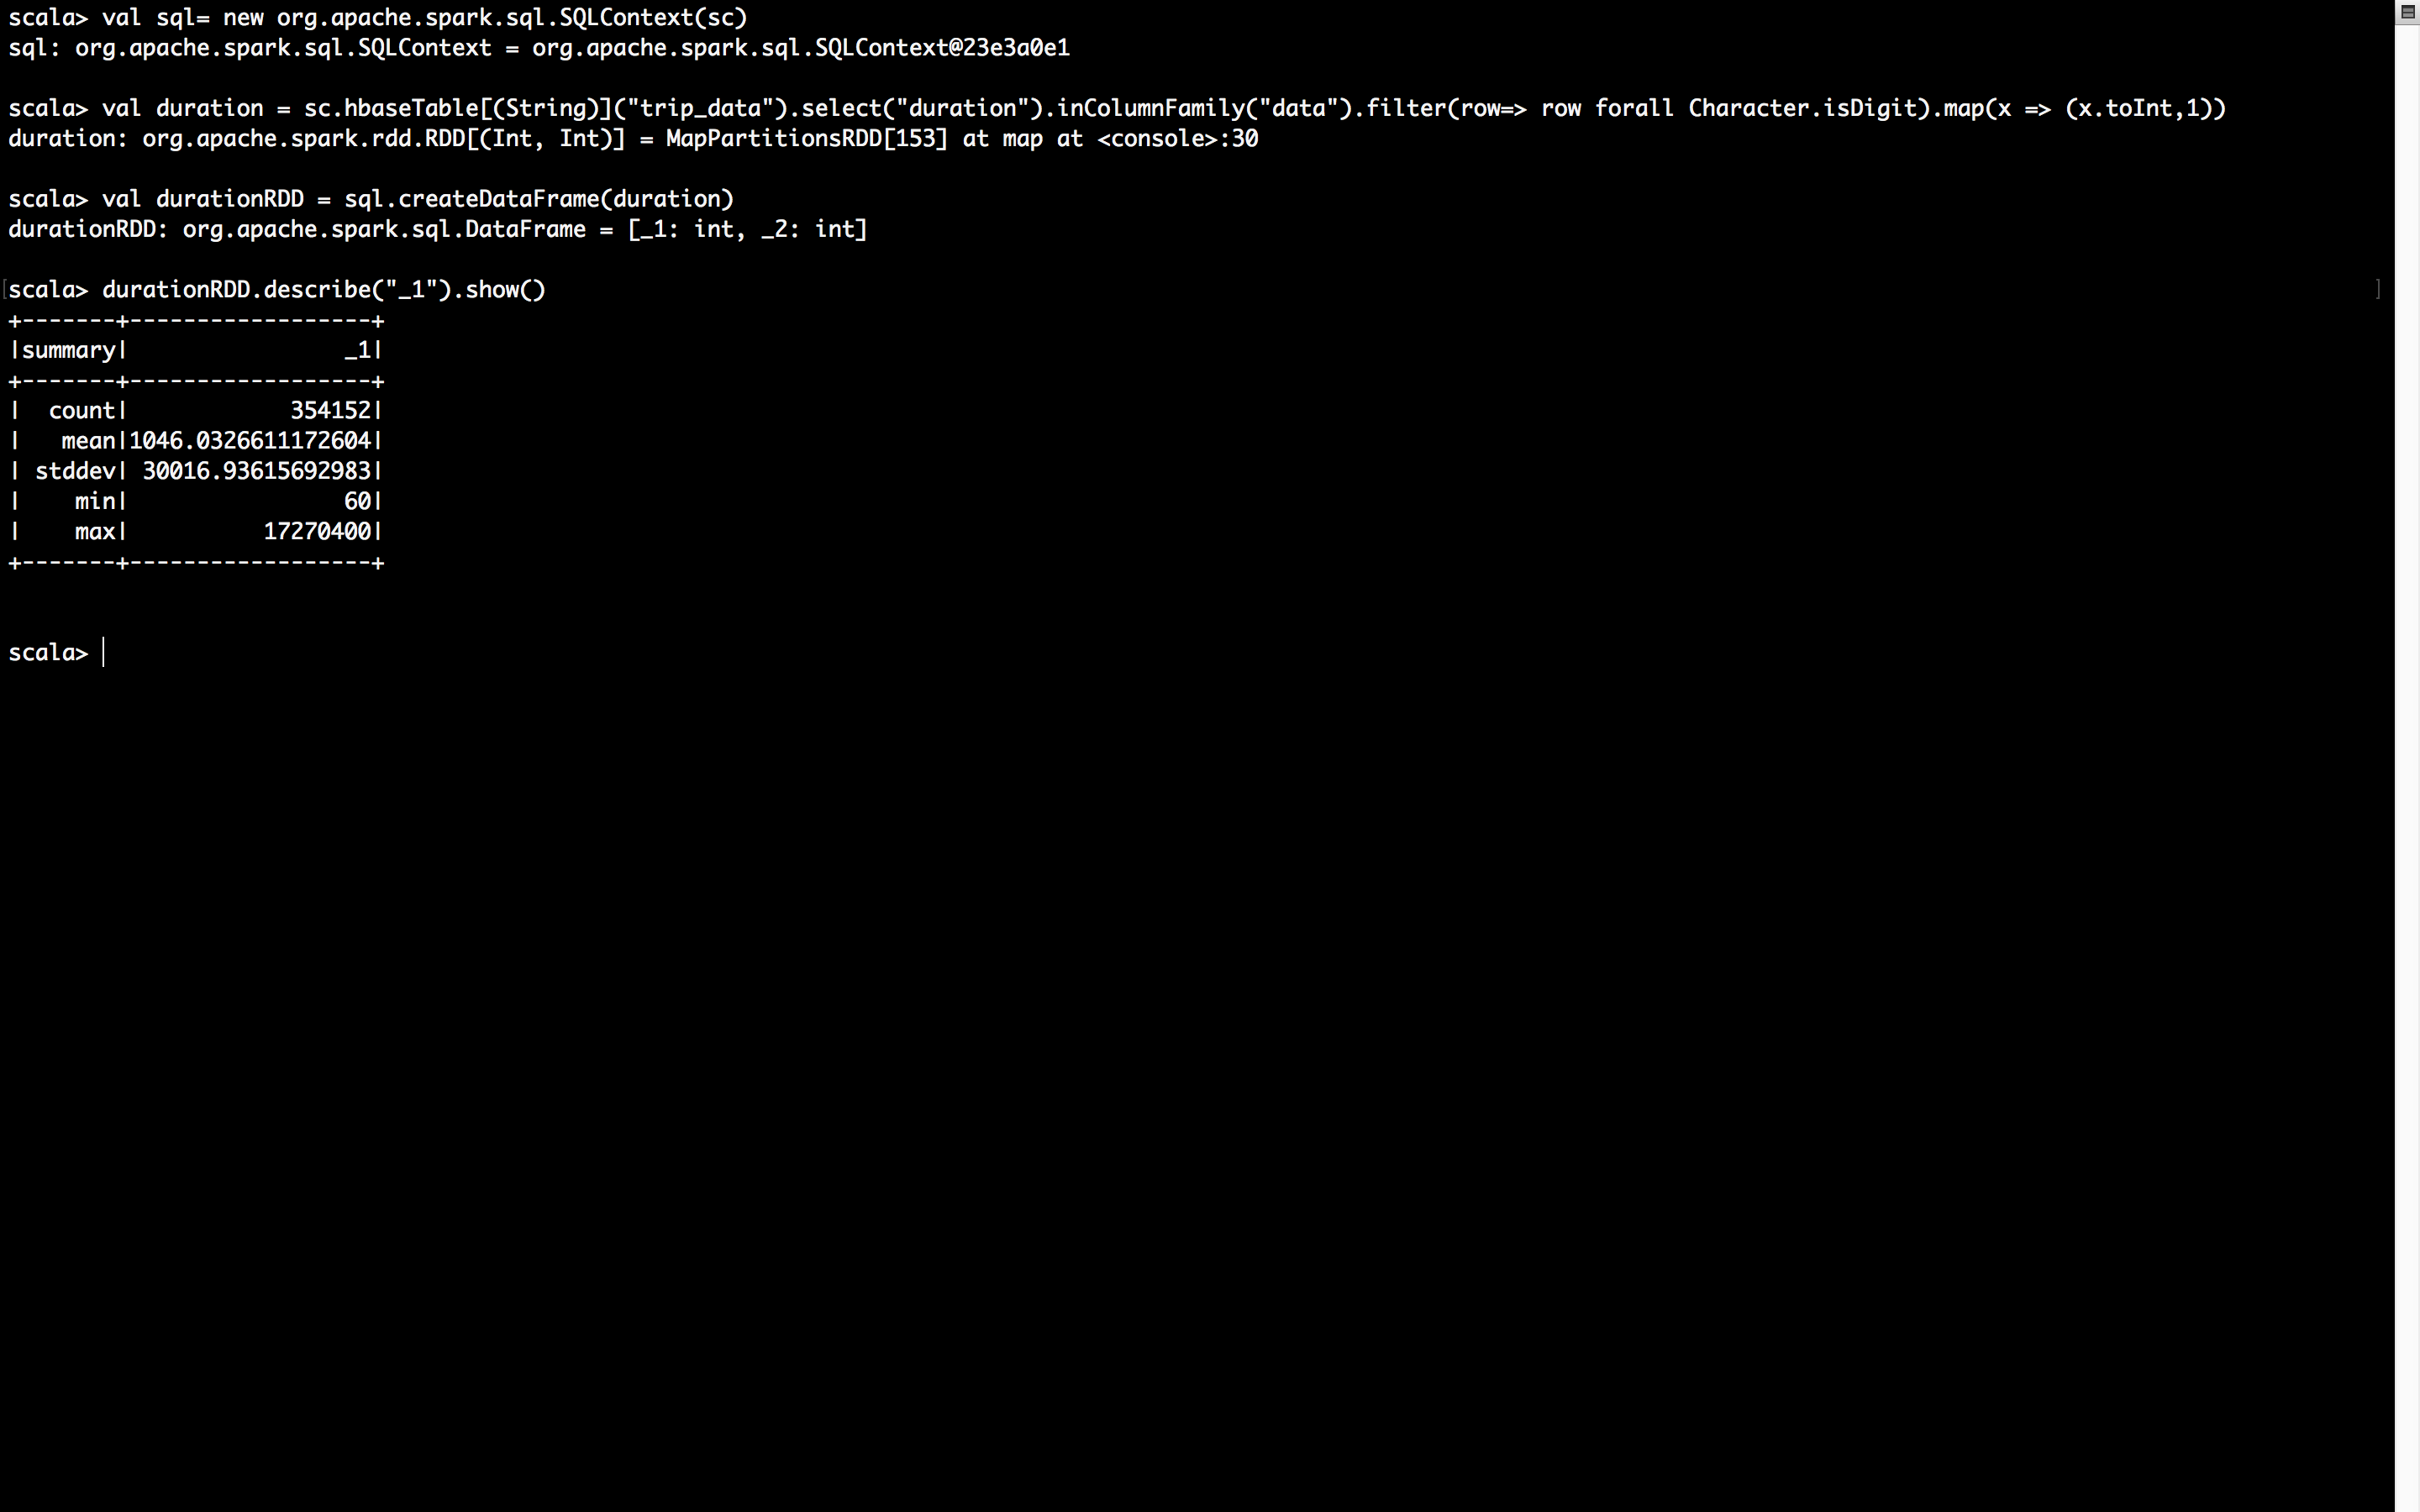 scala> val sql= new org.apache.spark.sql.SQLContext(sc)
sql: org.apache.spark.sql.SQLContext = org.apache.spark.sql.SQLContext@23e3a0e1
scala> val duration = sc.hbaseTable[(String)]("trip_data").select("duration").inColumnFamily("data").filter(row=> row forall Character.isDigit).map(x => (x.toInt,1))
duration: org.apache.spark.rdd.RDD[(Int, Int)] = MapPartitionsRDD[153] at map at <console>:30
scala> val durationRDD = sql.createDataFrame(duration)
durationRDD: org.apache.spark.sql.DataFrame = [_1: int, _2: int]
[scala> durationRDD.describe("_1").show() ]
+-------+------------------+
|summary|                _1|
+-------+------------------+
|  count|            354152|
|   mean|1046.0326611172604|
| stddev| 30016.93615692983|
|    min|                60|
|    max|          17270400|
+-------+------------------+
scala>